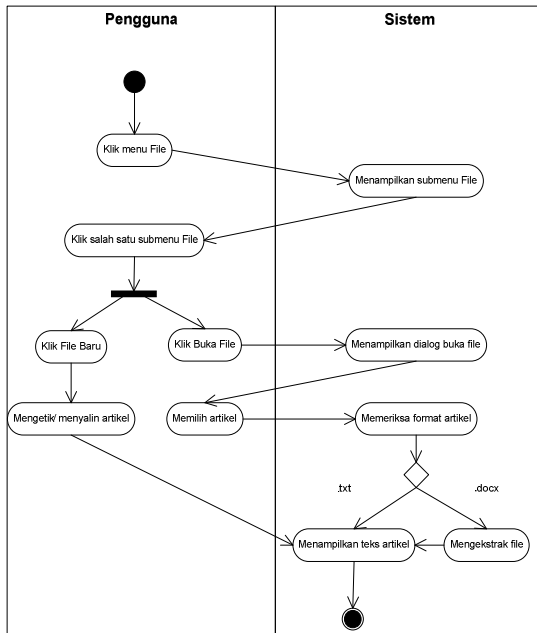 Pengguna
Sistem
Klik menu File
Menampilkan submenu File
Klik salah satu submenu File
Klik File Baru
Klik Buka File
Menampilkan dialog buka file
Mengetik/ menyalin artikel
Memilih artikel
Memeriksa format artikel
.txt
.docx
Menampilkan teks artikel
Mengekstrak file